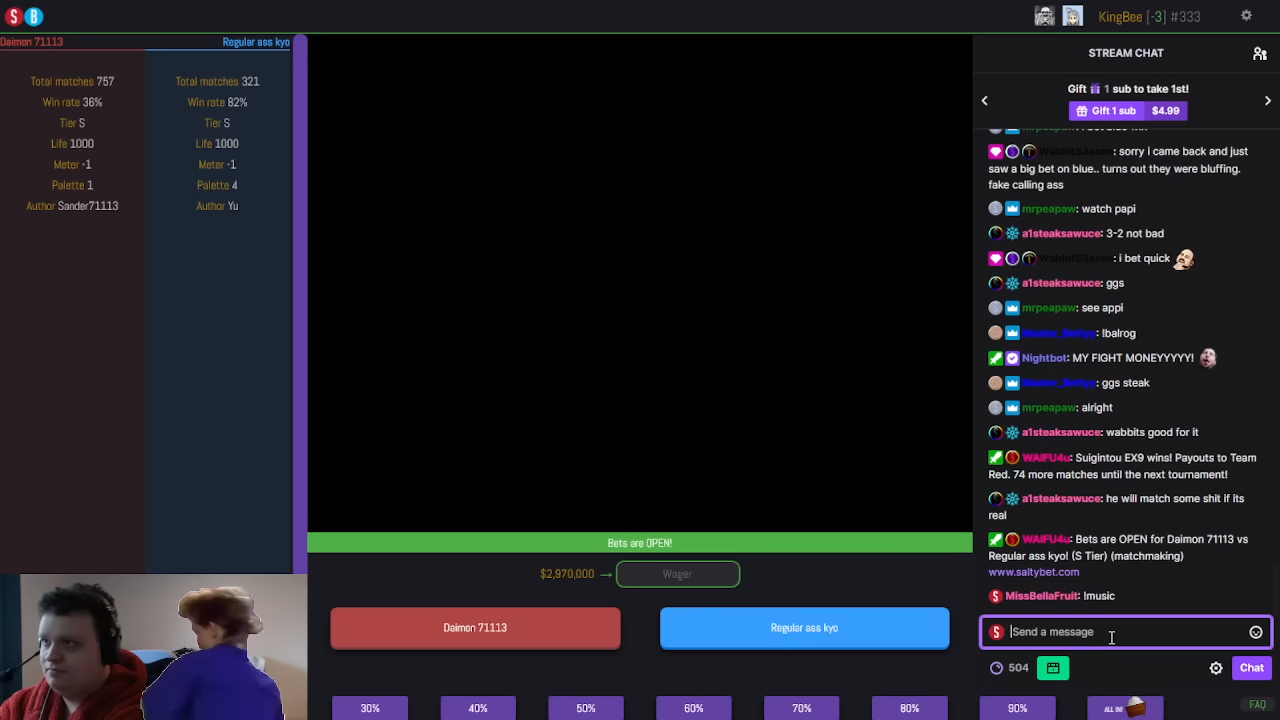 S B
KingBee [-3] #333
Daimon 71113
Regular ass kyo
Total matches 757
Win rate 36%
Tier S
Life 1000
Meter -1
Palette 1
Author Sander71113
Total matches 321
Win rate 82%
Tier S
Life 1000
Meter -1
Palette 4
Author Yu
Bets are OPEN!
$2,970,000 → Wager
Daimon 71113
Regular ass kyo
30%
40%
50%
60%
70%
80%
90%
ALL IN!
FAQ
STREAM CHAT
Gift 1 sub to take 1st!
Gift 1 sub $4.99
WabbitS3ason: sorry i came back and just
saw a big bet on blue.. turns out they were bluffing.
fake calling ass
mrpeapaw: watch papi
a1steaksawuce: 3-2 not bad
WabbitS3ason: i bet quick
a1steaksawuce: ggs
mrpeapaw: see appi
!balrog
Nightbot: MY FIGHT MONEYYYYY!
ggs steak
mrpeapaw: alright
a1steaksawuce: wabbits good for it
WAIFU4u: Suigintou EX9 wins! Payouts to Team
Red. 74 more matches until the next tournament!
a1steaksawuce: he will match some shit if its
real
WAIFU4u: Bets are OPEN for Daimon 71113 vs
Regular ass kyo! (S Tier) (matchmaking)
www.saltybet.com
MissBellaFruit: !music
Send a message
504
Chat